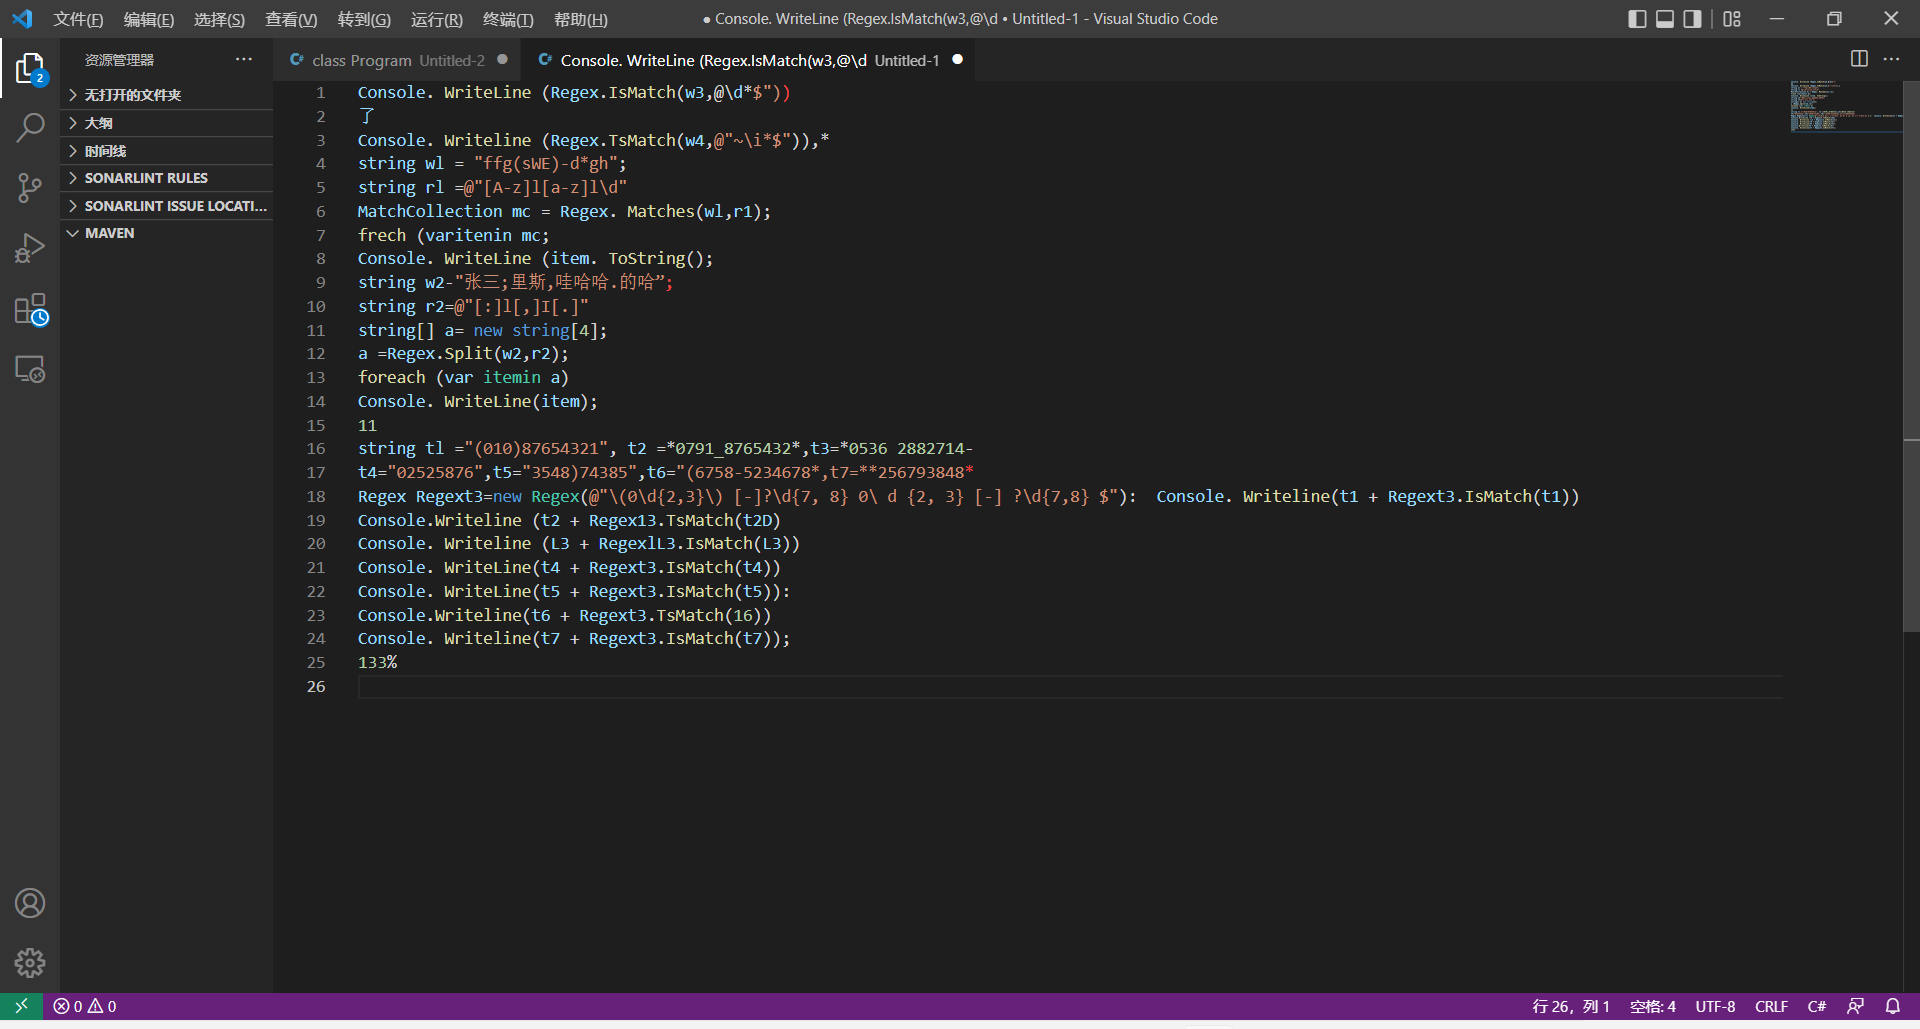 文件(F) 编辑(E) 选择(S) 查看(V) 转到(G) 运行(R) 终端(T) 帮助(H) ● Console. WriteLine (Regex.IsMatch(w3,@\d • Untitled-1 - Visual Studio Code
资源管理器 ···
class Program Untitled-2 ●
Console. WriteLine (Regex.IsMatch(w3,@\d Untitled-1 ●
2
无打开的文件夹
大纲
时间线
SONARLINT RULES
SONARLINT ISSUE LOCATI...
MAVEN
1 Console. WriteLine (Regex.IsMatch(w3,@\d*$"))
2 了
3 Console. Writeline (Regex.TsMatch(w4,@"~\i*$")),*
4 string wl = "ffg(sWE)-d*gh";
5 string rl =@"[A-z]l[a-z]l\d"
6 MatchCollection mc = Regex. Matches(wl,r1);
7 frech (varitenin mc;
8 Console. WriteLine (item. ToString();
9 string w2-"张三;里斯,哇哈哈.的哈”;
10 string r2=@"[:]l[,]I[.]"
11 string[] a= new string[4];
12 a =Regex.Split(w2,r2);
13 foreach (var itemin a)
14 Console. WriteLine(item);
15 11
16 string tl ="(010)87654321", t2 =*0791_8765432*,t3=*0536 2882714-
17 t4="02525876",t5="3548)74385",t6="(6758-5234678*,t7=**256793848*
18 Regex Regext3=new Regex(@"\(0\d{2,3}\) [-]?\d{7, 8} 0\ d {2, 3} [-] ?\d{7,8} $"):  Console. Writeline(t1 + Regext3.IsMatch(t1))
19 Console.Writeline (t2 + Regex13.TsMatch(t2D)
20 Console. Writeline (L3 + RegexlL3.IsMatch(L3))
21 Console. WriteLine(t4 + Regext3.IsMatch(t4))
22 Console. WriteLine(t5 + Regext3.IsMatch(t5)):
23 Console.Writeline(t6 + Regext3.TsMatch(16))
24 Console. Writeline(t7 + Regext3.IsMatch(t7));
25 133%
26
0 0 行 26，列 1 空格: 4 UTF-8 CRLF C#